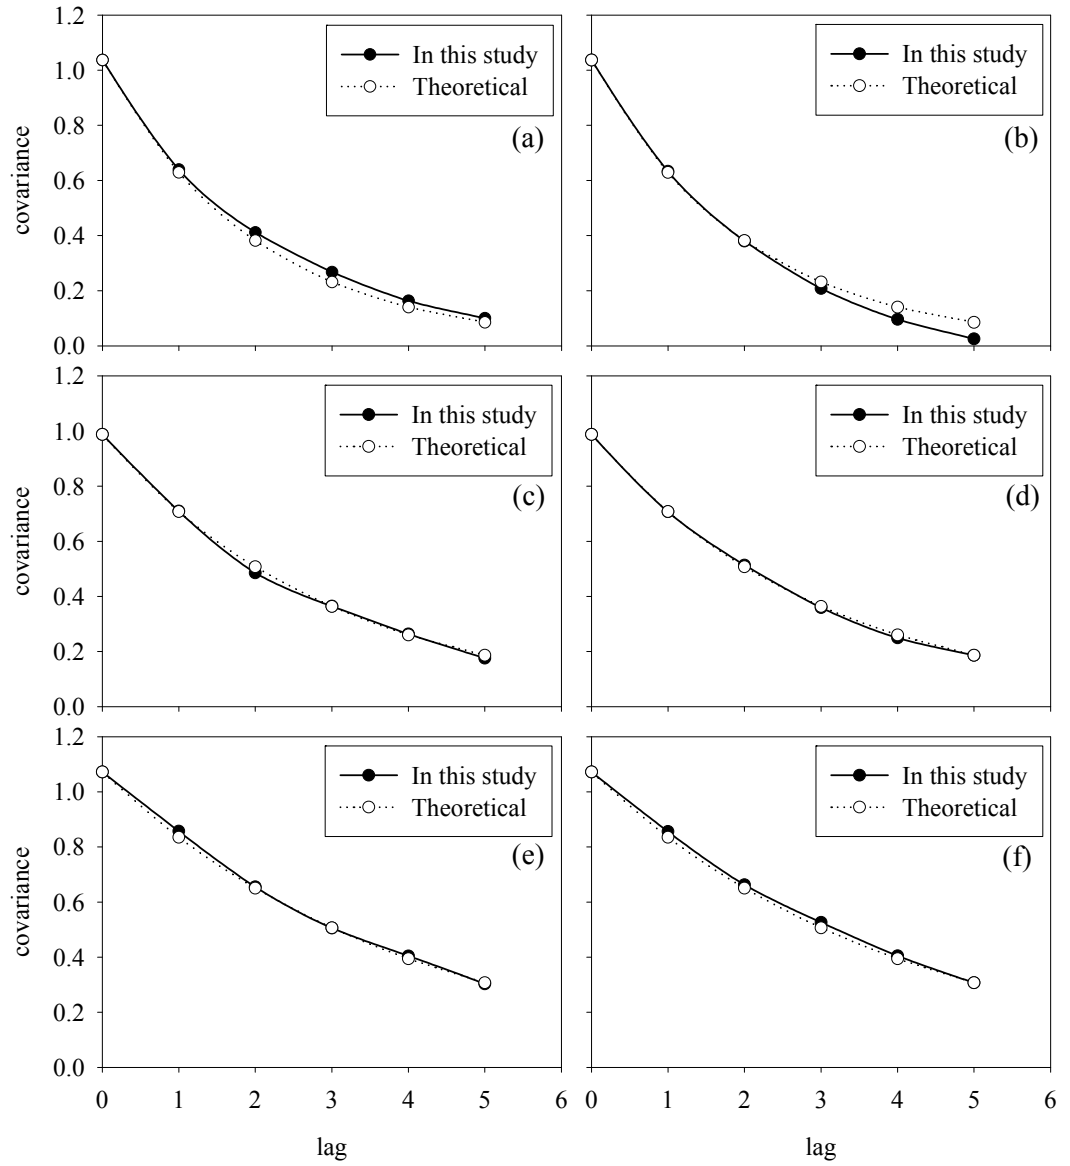 1.2
1.0
0.8
0.6
0.4
0.2
0.0
covariance
In this study
Theoretical
(a)
In this study
Theoretical
(b)
1.2
1.0
0.8
0.6
0.4
0.2
0.0
covariance
In this study
Theoretical
(c)
In this study
Theoretical
(d)
1.2
1.0
0.8
0.6
0.4
0.2
0.0
covariance
In this study
Theoretical
(e)
In this study
Theoretical
(f)
0 1 2 3 4 5 6
lag
0 1 2 3 4 5 6
lag